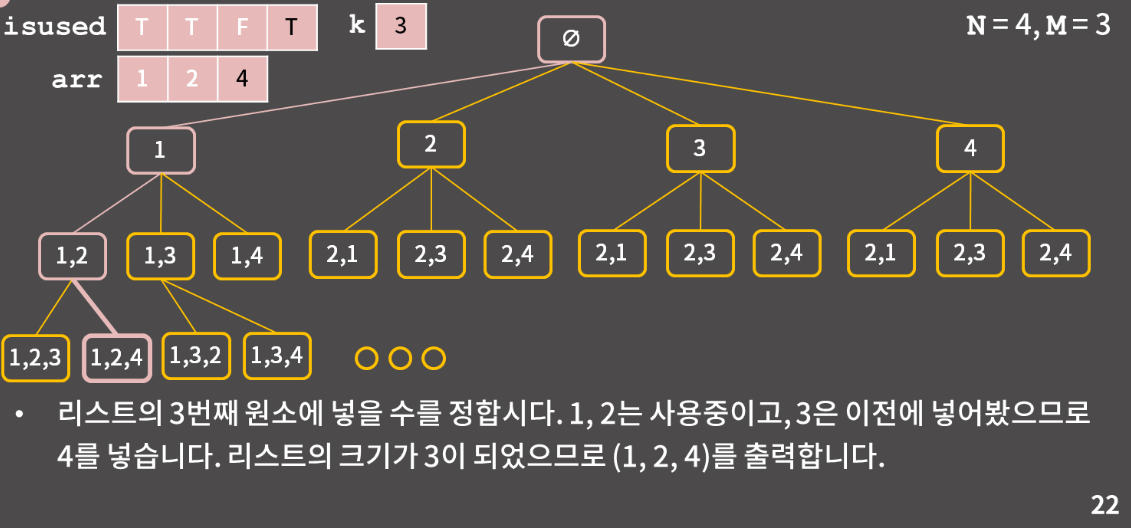 isused T T F T k 3 N = 4, M = 3
∅
arr 1 2 4
1 2 3 4
1,2 1,3 1,4 2,1 2,3 2,4 2,1 2,3 2,4 2,1 2,3 2,4
1,2,3 1,2,4 1,3,2 1,3,4
• 리스트의 3번째 원소에 넣을 수를 정합시다. 1, 2는 사용중이고, 3은 이전에 넣어봤으므로
4를 넣습니다. 리스트의 크기가 3이 되었으므로 (1, 2, 4)를 출력합니다.
22